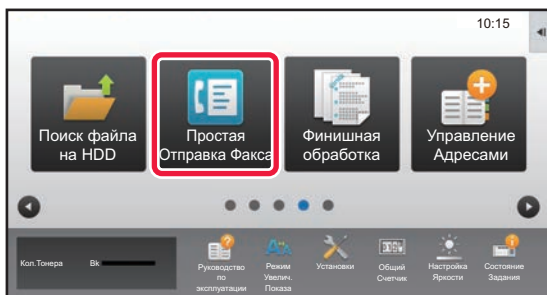 10:15
Поиск файла
на HDD
Простая
Отправка Факса
Финишная
обработка
Управление
Адресами
Кол.Тонера Bk
Руководство
по
эксплуатации
Режим
Увелич.
Показа
Установки
Общий
Счетчик
Настройка
Яркости
Состояние
Задания